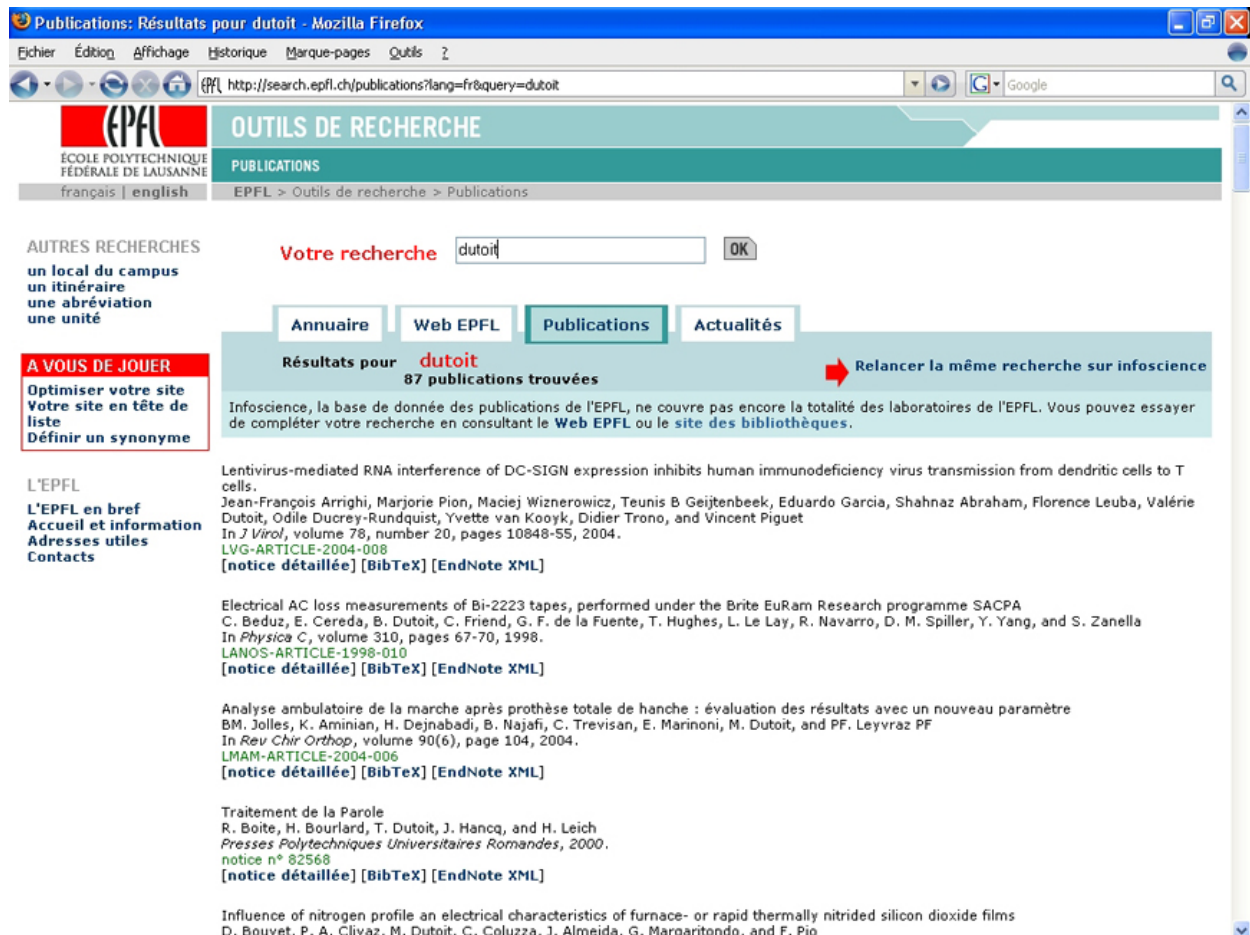 Publications: Résultats pour dutoit - Mozilla Firefox
Fichier Édition Affichage Historique Marque-pages Outils ?
http://search.epfl.ch/publications?lang=fr&query=dutoit
G Google
EPFL
ÉCOLE POLYTECHNIQUE
FÉDÉRALE DE LAUSANNE
OUTILS DE RECHERCHE
PUBLICATIONS
français | english
EPFL > Outils de recherche > Publications
AUTRES RECHERCHES
un local du campus
un itinéraire
une abréviation
une unité
A VOUS DE JOUER
Optimiser votre site
Votre site en tête de
liste
Définir un synonyme
L'EPFL
L'EPFL en bref
Accueil et information
Adresses utiles
Contacts
Votre recherche dutoit OK
Annuaire Web EPFL Publications Actualités
Résultats pour dutoit
87 publications trouvées
Relancer la même recherche sur infoscience
Infoscience, la base de donnée des publications de l'EPFL, ne couvre pas encore la totalité des laboratoires de l'EPFL. Vous pouvez essayer
de compléter votre recherche en consultant le Web EPFL ou le site des bibliothèques.
Lentivirus-mediated RNA interference of DC-SIGN expression inhibits human immunodeficiency virus transmission from dendritic cells to T
cells.
Jean-François Arrighi, Marjorie Pion, Maciej Wiznerowicz, Teunis B Geijtenbeek, Eduardo Garcia, Shahnaz Abraham, Florence Leuba, Valérie
Dutoit, Odile Ducrey-Rundquist, Yvette van Kooyk, Didier Trono, and Vincent Piguet
In J Virol, volume 78, number 20, pages 10848-55, 2004.
LVG-ARTICLE-2004-008
[notice détaillée] [BibTeX] [EndNote XML]
Electrical AC loss measurements of Bi-2223 tapes, performed under the Brite EuRam Research programme SACPA
C. Beduz, E. Cereda, B. Dutoit, C. Friend, G. F. de la Fuente, T. Hughes, L. Le Lay, R. Navarro, D. M. Spiller, Y. Yang, and S. Zanella
In Physica C, volume 310, pages 67-70, 1998.
LANOS-ARTICLE-1998-010
[notice détaillée] [BibTeX] [EndNote XML]
Analyse ambulatoire de la marche après prothèse totale de hanche : évaluation des résultats avec un nouveau paramètre
BM. Jolles, K. Aminian, H. Dejnabadi, B. Najafi, C. Trevisan, E. Marinoni, M. Dutoit, and PF. Leyvraz PF
In Rev Chir Orthop, volume 90(6), page 104, 2004.
LMAM-ARTICLE-2004-006
[notice détaillée] [BibTeX] [EndNote XML]
Traitement de la Parole
R. Boite, H. Bourlard, T. Dutoit, J. Hancq, and H. Leich
Presses Polytechniques Universitaires Romandes, 2000.
notice n° 82568
[notice détaillée] [BibTeX] [EndNote XML]
Influence of nitrogen profile an electrical characteristics of furnace- or rapid thermally nitrided silicon dioxide films
D. Bouvet, P. A. Clivaz, M. Dutoit, C. Coluzza, J. Almeida, G. Margaritondo, and F. Pio